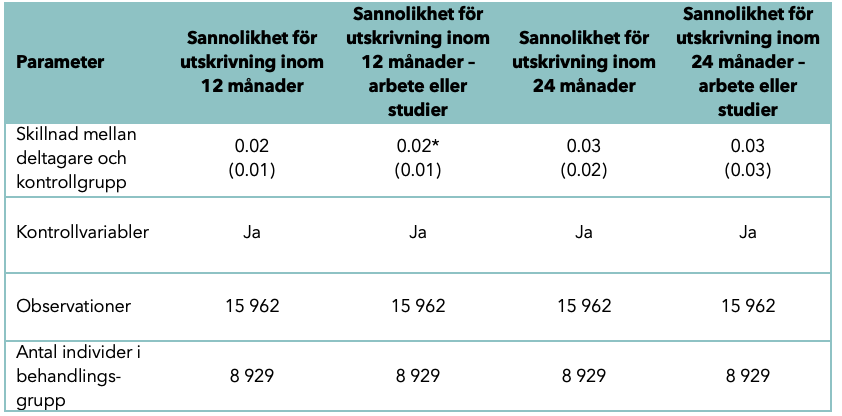 Parameter
Sannolikhet för
utskrivning inom
12 månader
Sannolikhet för
utskrivning inom
12 månader –
arbete eller
studier
Sannolikhet för
utskrivning inom
24 månader
Sannolikhet för
utskrivning inom
24 månader –
arbete eller
studier
Skillnad mellan
deltagare och
kontrollgrupp
0.02
(0.01)
0.02*
(0.01)
0.03
(0.02)
0.03
(0.03)
Kontrollvariabler
Ja
Ja
Ja
Ja
Observationer
15 962
15 962
15 962
15 962
Antal individer i
behandlings-
grupp
8 929
8 929
8 929
8 929